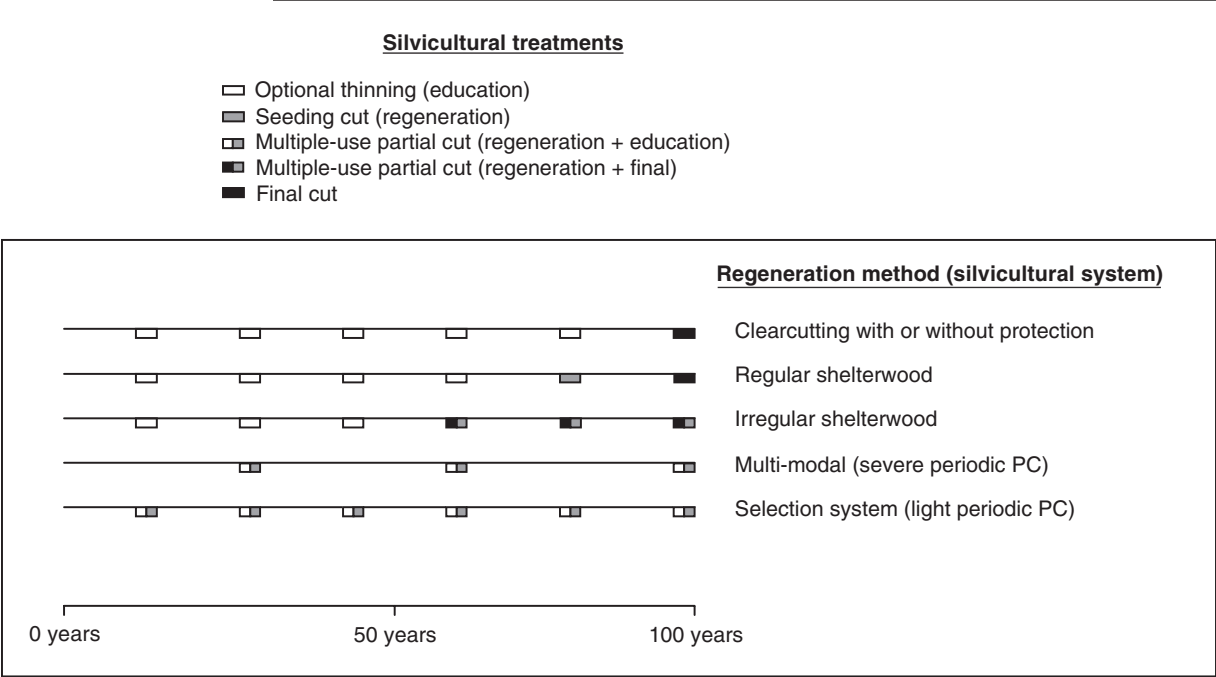 Silvicultural treatments
Optional thinning (education)
Seeding cut (regeneration)
Multiple-use partial cut (regeneration + education)
Multiple-use partial cut (regeneration + final)
Final cut
Regeneration method (silvicultural system)
Clearcutting with or without protection
Regular shelterwood
Irregular shelterwood
Multi-modal (severe periodic PC)
Selection system (light periodic PC)
0 years 50 years 100 years